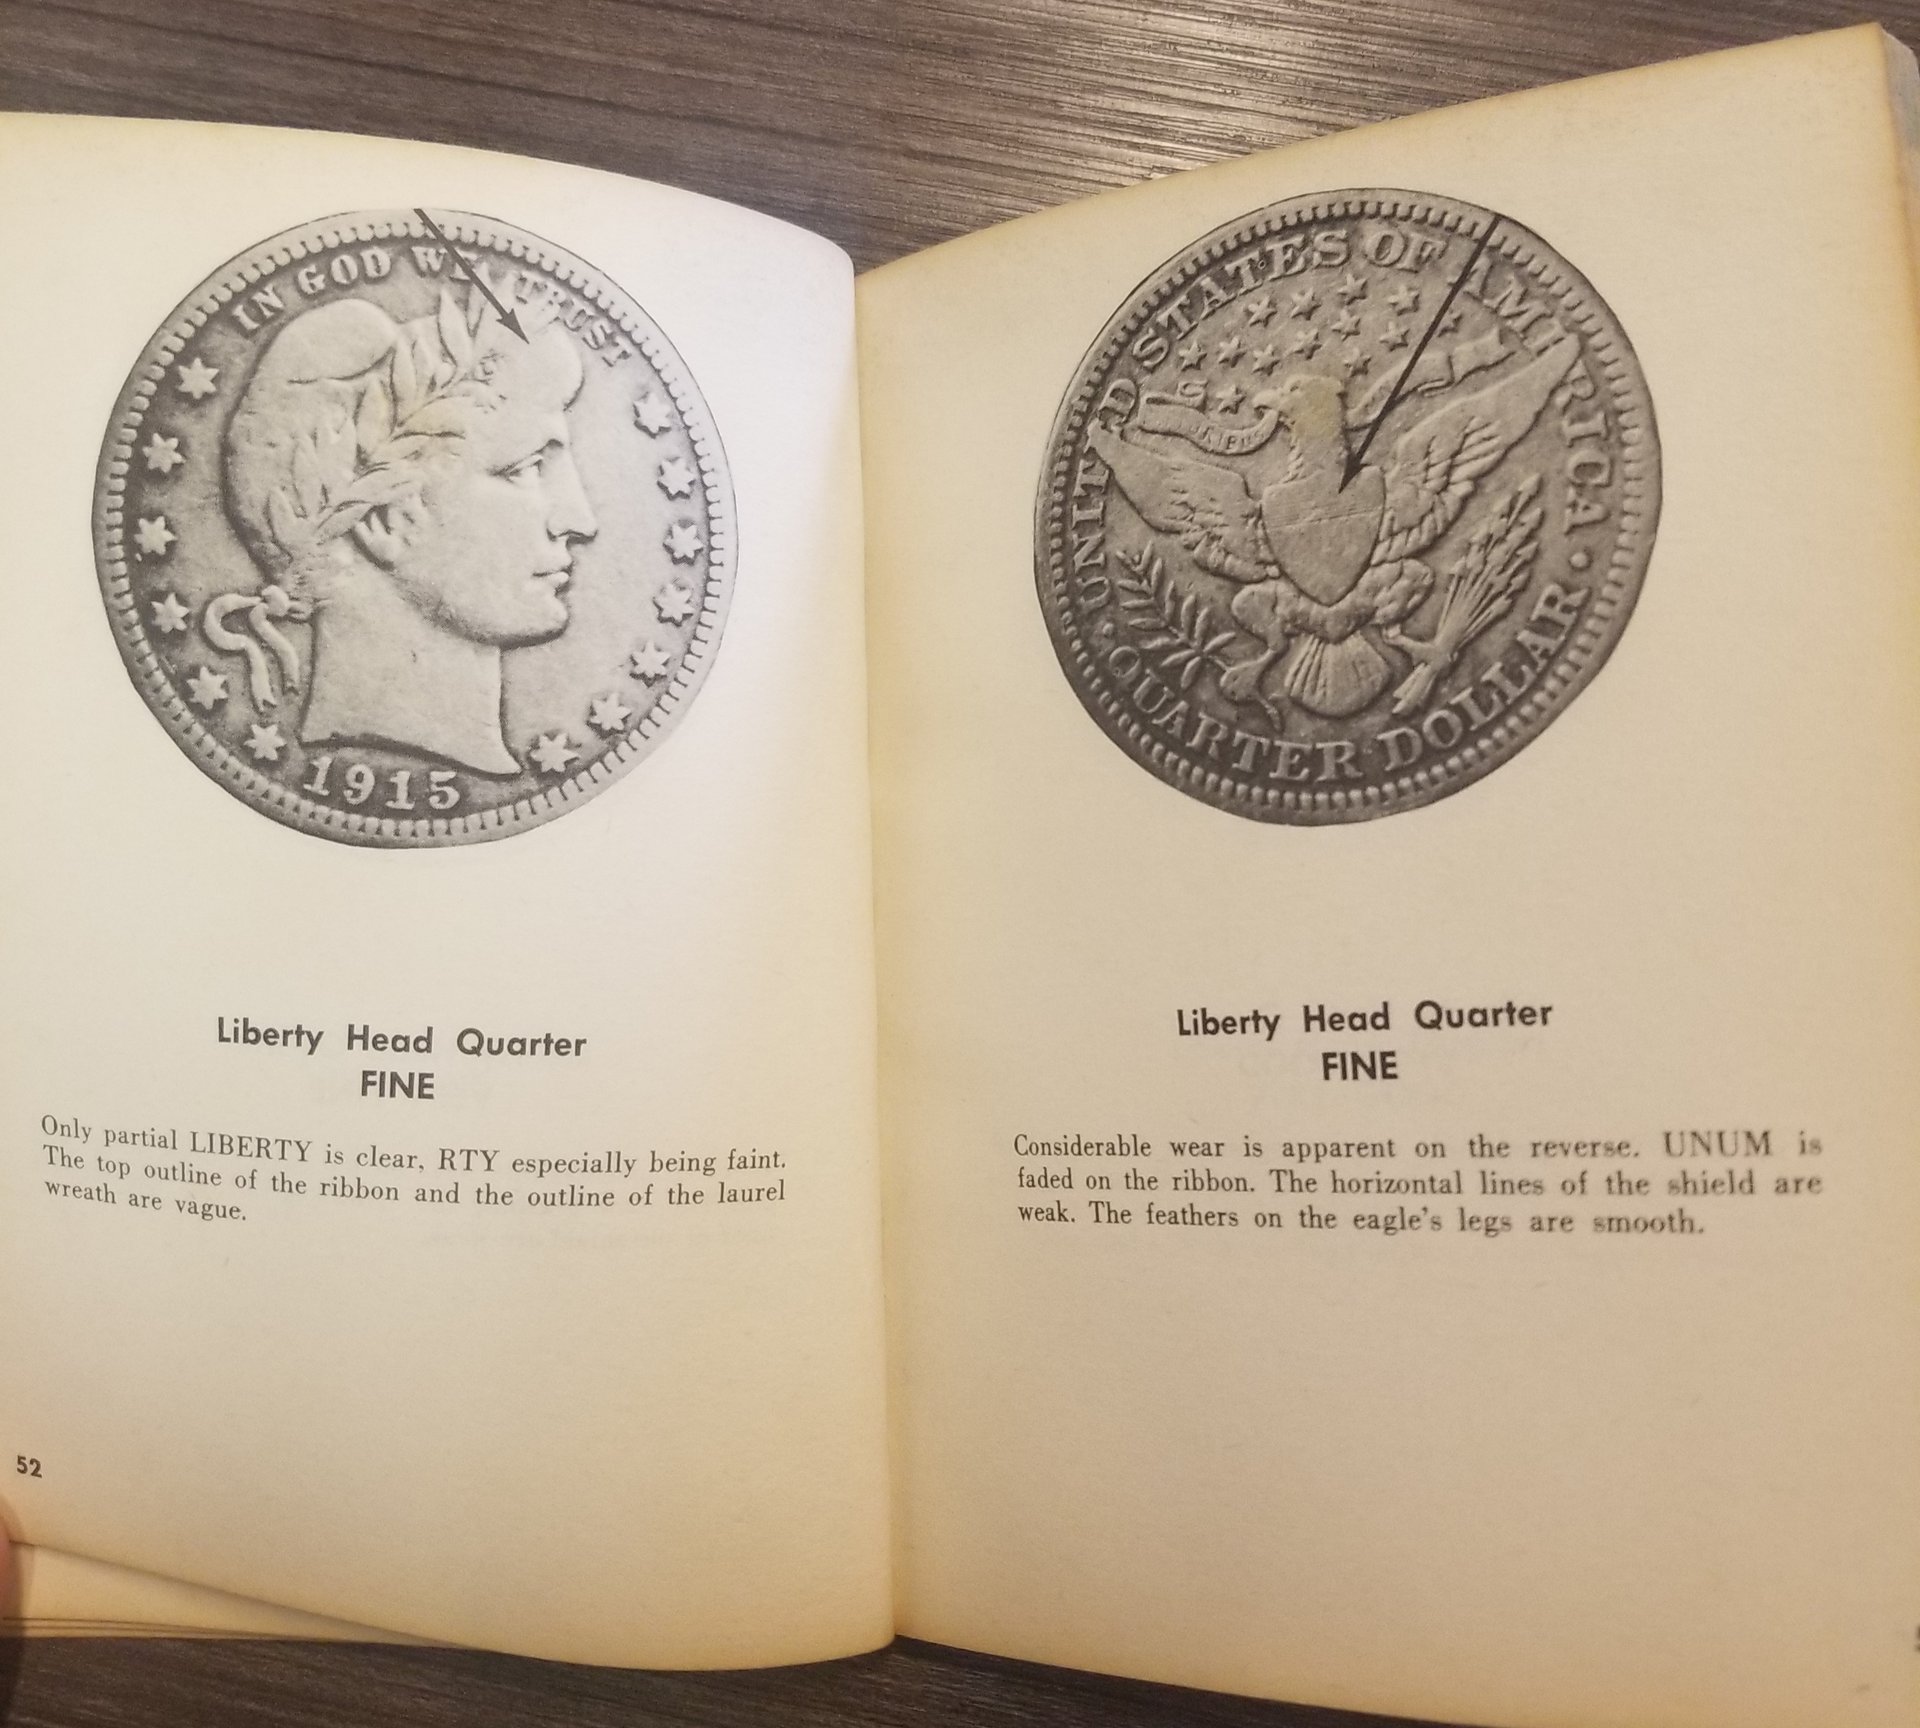 IN GOD WE TRUST
1915
Liberty Head Quarter
FINE
Only partial LIBERTY is clear, RTY especially being faint.
The top outline of the ribbon and the outline of the laurel
wreath are vague.
52
UNITED STATES OF AMERICA
PLURIBUS
· QUARTER DOLLAR ·
Liberty Head Quarter
FINE
Considerable wear is apparent on the reverse. UNUM is
faded on the ribbon. The horizontal lines of the shield are
weak. The feathers on the eagle's legs are smooth.